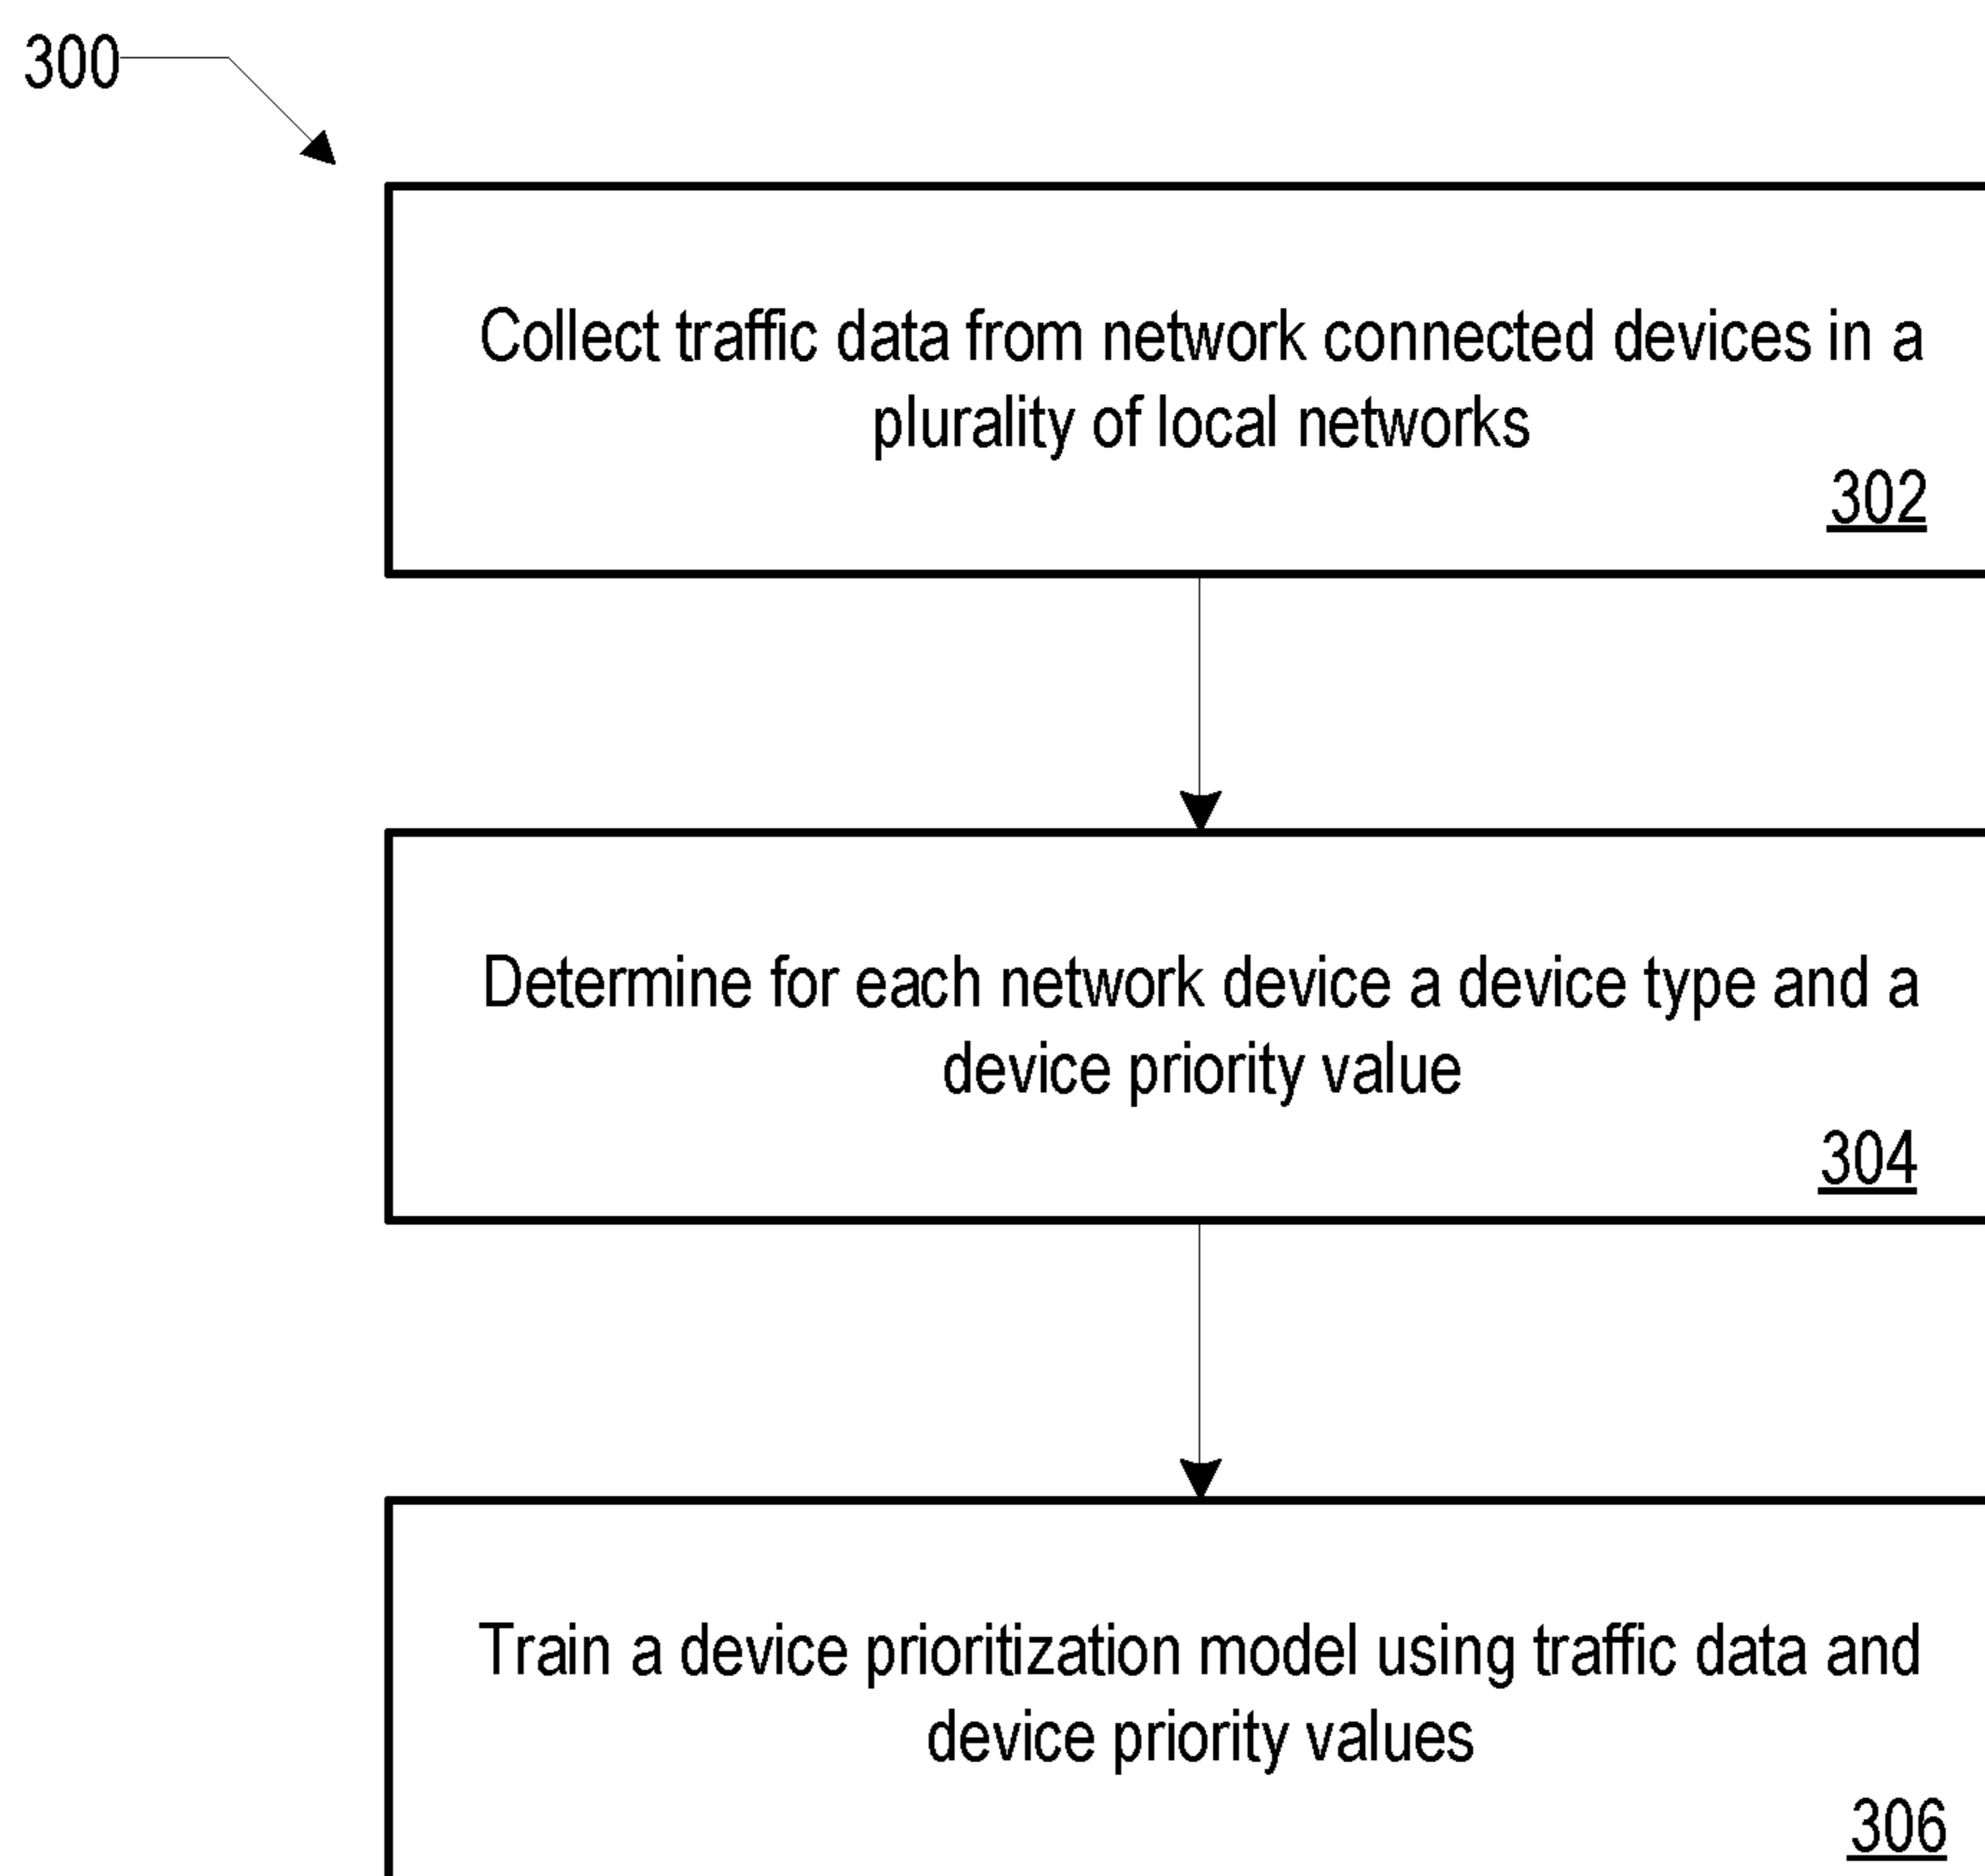 300
Collect traffic data from network connected devices in a
plurality of local networks
302
Determine for each network device a device type and a
device priority value
304
Train a device prioritization model using traffic data and
device priority values
306